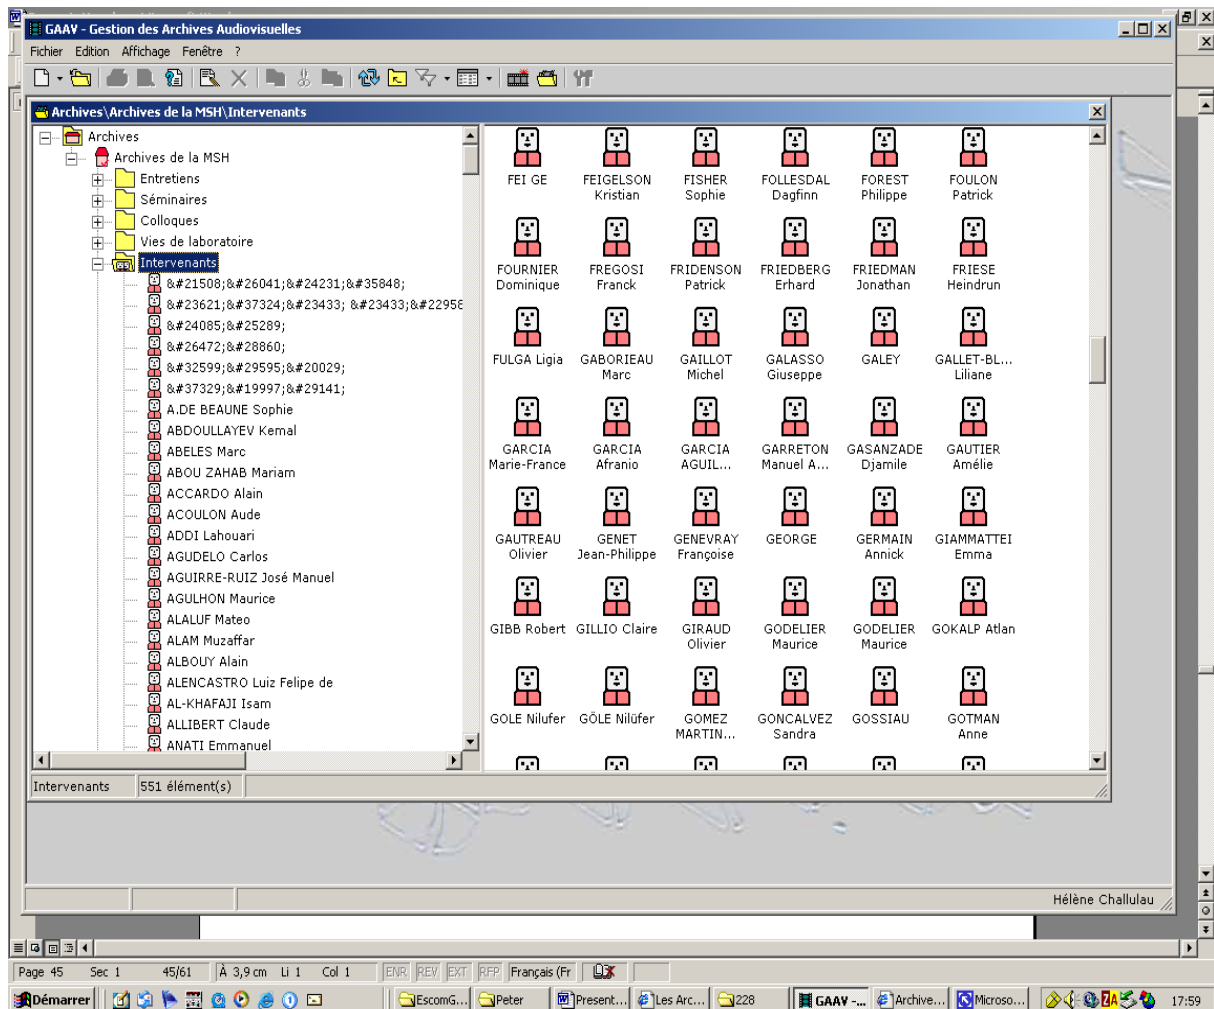 GAAV - Gestion des Archives Audiovisuelles
Fichier Edition Affichage Fenêtre ?
Archives\Archives de la MSH\Intervenants
Archives
Archives de la MSH
Entretiens
Séminaires
Colloques
Vies de laboratoire
Intervenants
&#21508;&#26041;&#24231;&#35848;
&#23621;&#37324;&#23433; &#23433;&#22958
&#24085;&#25289;
&#26472;&#28860;
&#32599;&#29595;&#20029;
&#37329;&#19997;&#29141;
A.DE BEAUNE Sophie
ABDOULLAYEV Kemal
ABELES Marc
ABOU ZAHAB Mariam
ACCARDO Alain
ACOULON Aude
ADDI Lahouari
AGUDELO Carlos
AGUIRRE-RUIZ José Manuel
AGULHON Maurice
ALALUF Mateo
ALAM Muzaffar
ALBOUY Alain
ALENCASTRO Luiz Felipe de
AL-KHAFAJI Isam
ALLIBERT Claude
ANATI Emmanuel
FEI GE FEIGELSON FISHER FOLLESDAL FOREST FOULON
Kristian Sophie Dagfinn Philippe Patrick
FOURNIER FREGOSI FRIDENSON FRIEDBERG FRIEDMAN FRIESE
Dominique Franck Patrick Erhard Jonathan Heindrun
FULGA Ligia GABORIEAU GAILLOT GALASSO GALEY GALLET-BL...
Marc Michel Giuseppe Liliane
GARCIA GARCIA GARCIA GARRETON GASANZADE GAUTIER
Marie-France Afranio AGUIL... Manuel A... Djamile Amélie
GAUTREAU GENET GENEVRAY GEORGE GERMAIN GIAMMATTEI
Olivier Jean-Philippe Françoise Annick Emma
GIBB Robert GILLIO Claire GIRAUD GODELIER GODELIER GOKALP Atlan
Olivier Maurice Maurice
GOLE Nilufer GÖLE Nilüfer GOMEZ GONCALVEZ GOSSIAU GOTMAN
MARTIN... Sandra Anne
Intervenants 551 élément(s)
Hélène Challulau
Page 45 Sec 1 45/61 À 3,9 cm Li 1 Col 1 ENR REV EXT RFP Français (Fr
Démarrer EscomG... Peter Present... Les Arc... 228 GAAV -... Archive... Microso... ZA 17:59